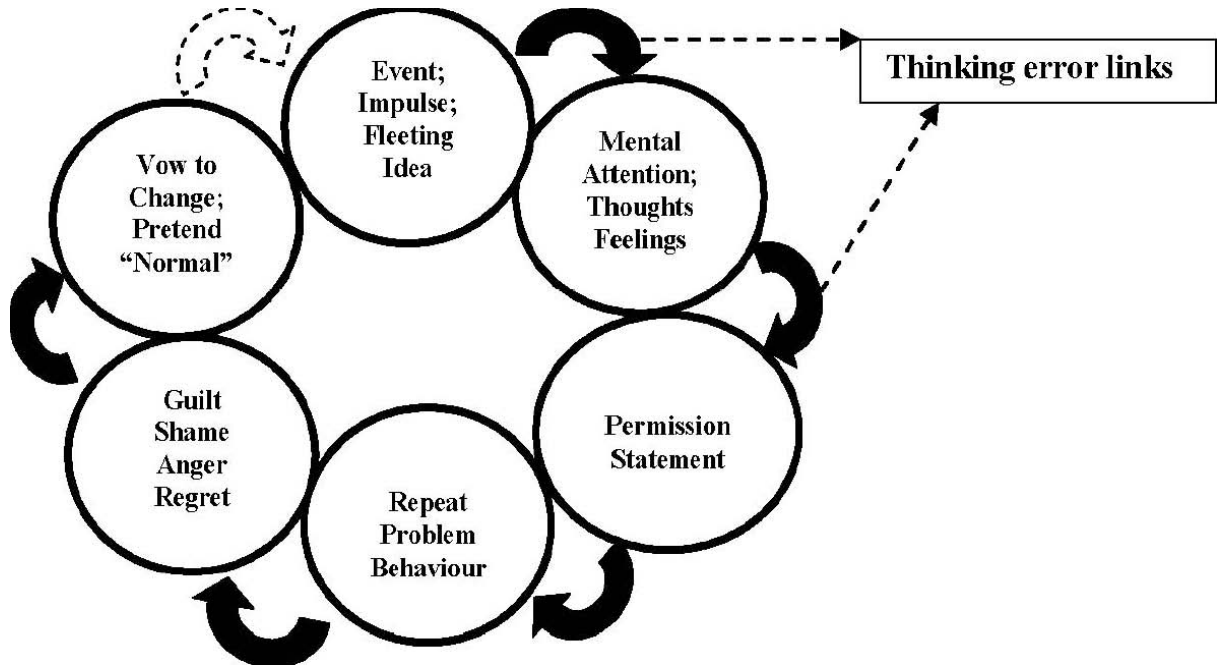 Event;
Impulse;
Fleeting
Idea
Thinking error links
Mental
Attention;
Thoughts
Feelings
Vow to
Change;
Pretend
“Normal”
Permission
Statement
Guilt
Shame
Anger
Regret
Repeat
Problem
Behaviour